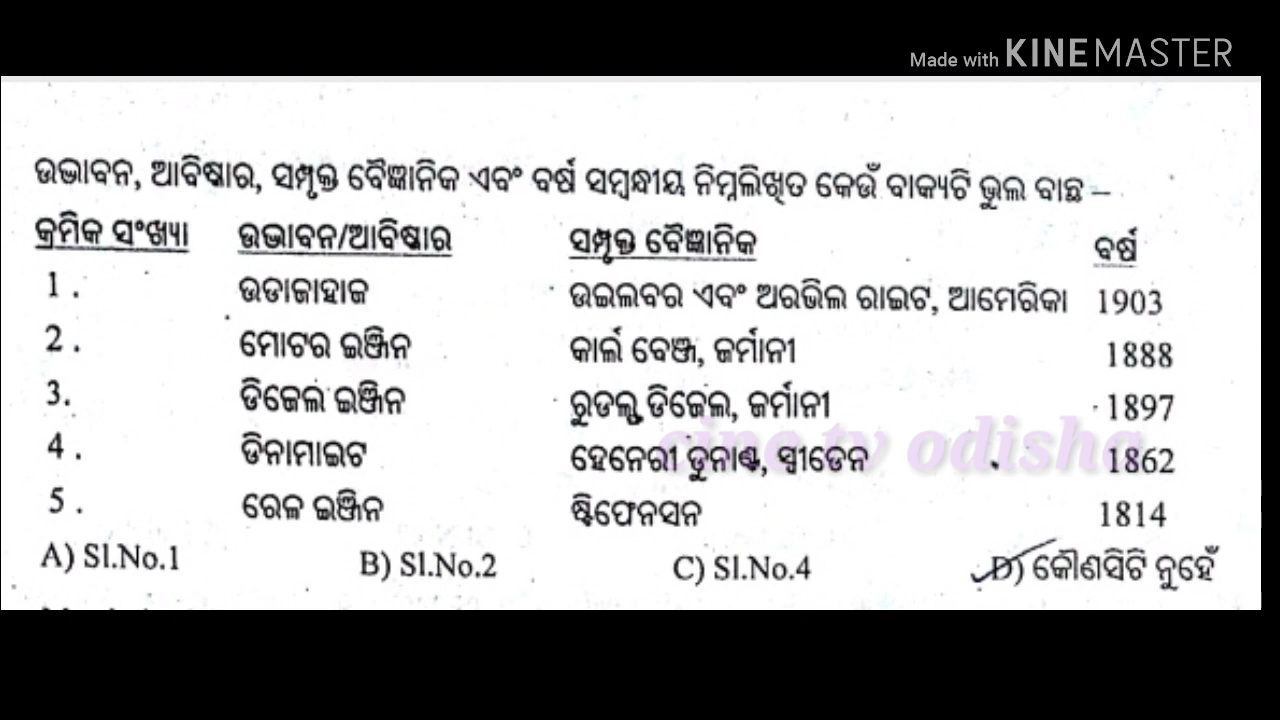 Made with KINEMASTER
ଉଦ୍ଭାବନ, ଆବିଷ୍କାର, ସମ୍ପୃକ୍ତ ବୈଜ୍ଞାନିକ ଏବଂ ବର୍ଷ ସମ୍ବନ୍ଧୀୟ ନିମ୍ନଲିଖିତ କେଉଁ ବାକ୍ୟଟି ଭୁଲ ବାଛ –
କ୍ରମିକ ସଂଖ୍ୟା ଉଦ୍ଭାବନ/ଆବିଷ୍କାର ସମ୍ପୃକ୍ତ ବୈଜ୍ଞାନିକ ବର୍ଷ
1 . ଉଡାଜାହାଜ ଉଇଲବର ଏବଂ ଅରଭିଲ ରାଇଟ, ଆମେରିକା 1903
2 . ମୋଟର ଇଞ୍ଜିନ କାର୍ଲ ବେଞ୍ଜ, ଜର୍ମାନୀ 1888
3. ଡିଜେଲ ଇଞ୍ଜିନ ରୁଡଲ୍ଫ ଡିଜେଲ, ଜର୍ମାନୀ 1897
4 . ଡିନାମାଇଟ ହେନେରୀ ଡୁନାଣ୍ଟ, ସ୍ୱୀଡେନ 1862
cine tv odisha
5 . ରେଳ ଇଞ୍ଜିନ ଷ୍ଟିଫେନସନ 1814
A) Sl.No.1 B) Sl.No.2 C) Sl.No.4 D) କୌଣସିଟି ନୁହେଁ